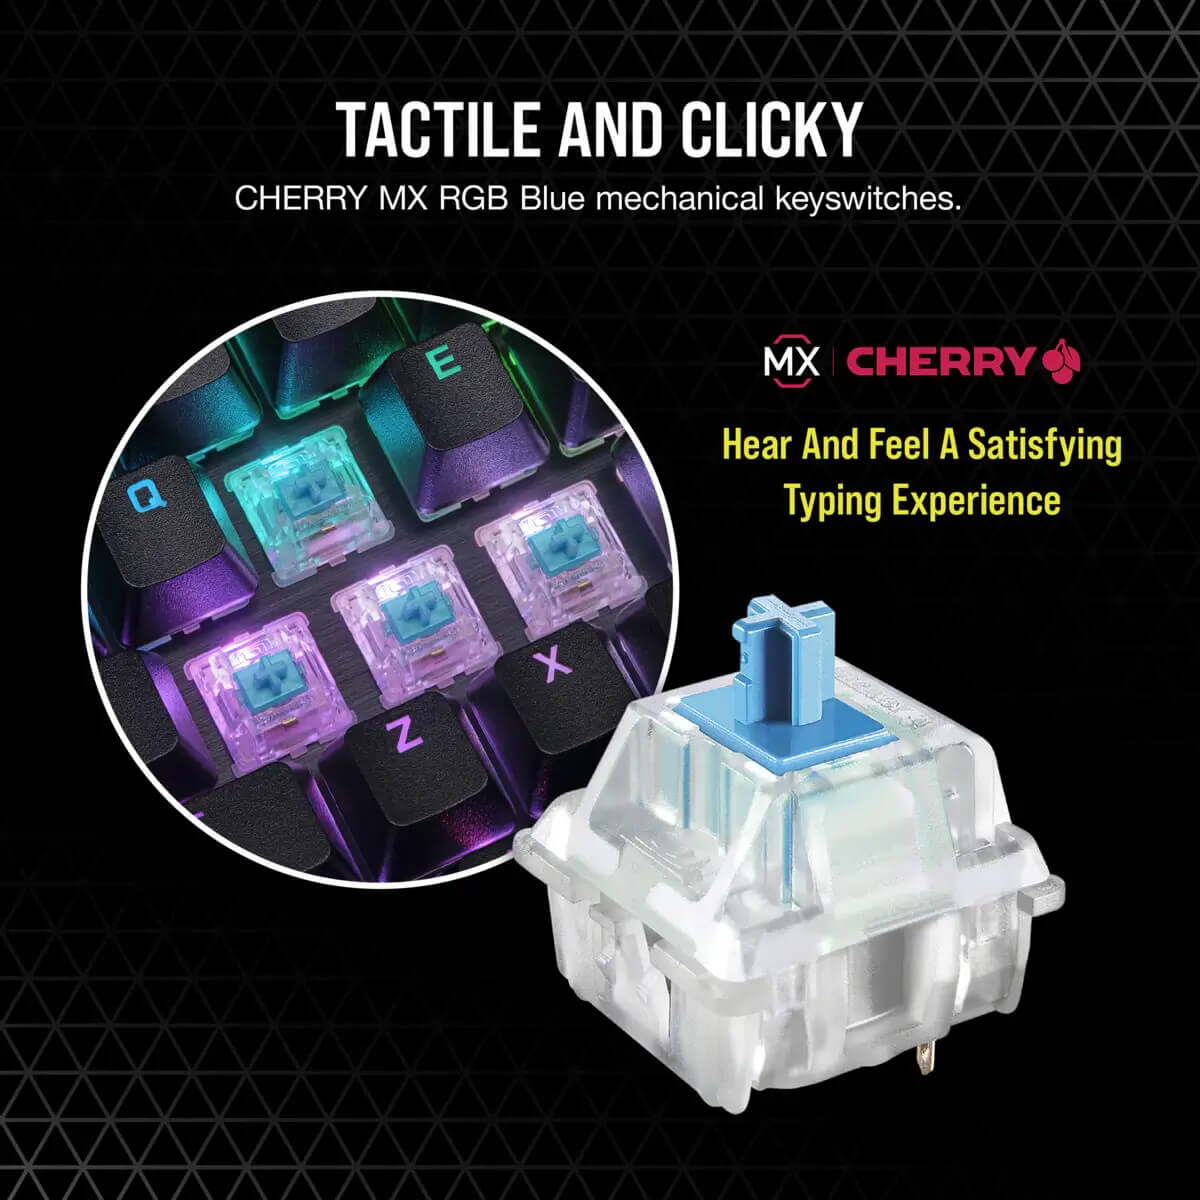 TACTILE AND CLICKY
CHERRY MX RGB Blue mechanical keyswitches.
MX CHERRY
Hear And Feel A Satisfying
Typing Experience
E
Q
X
Z